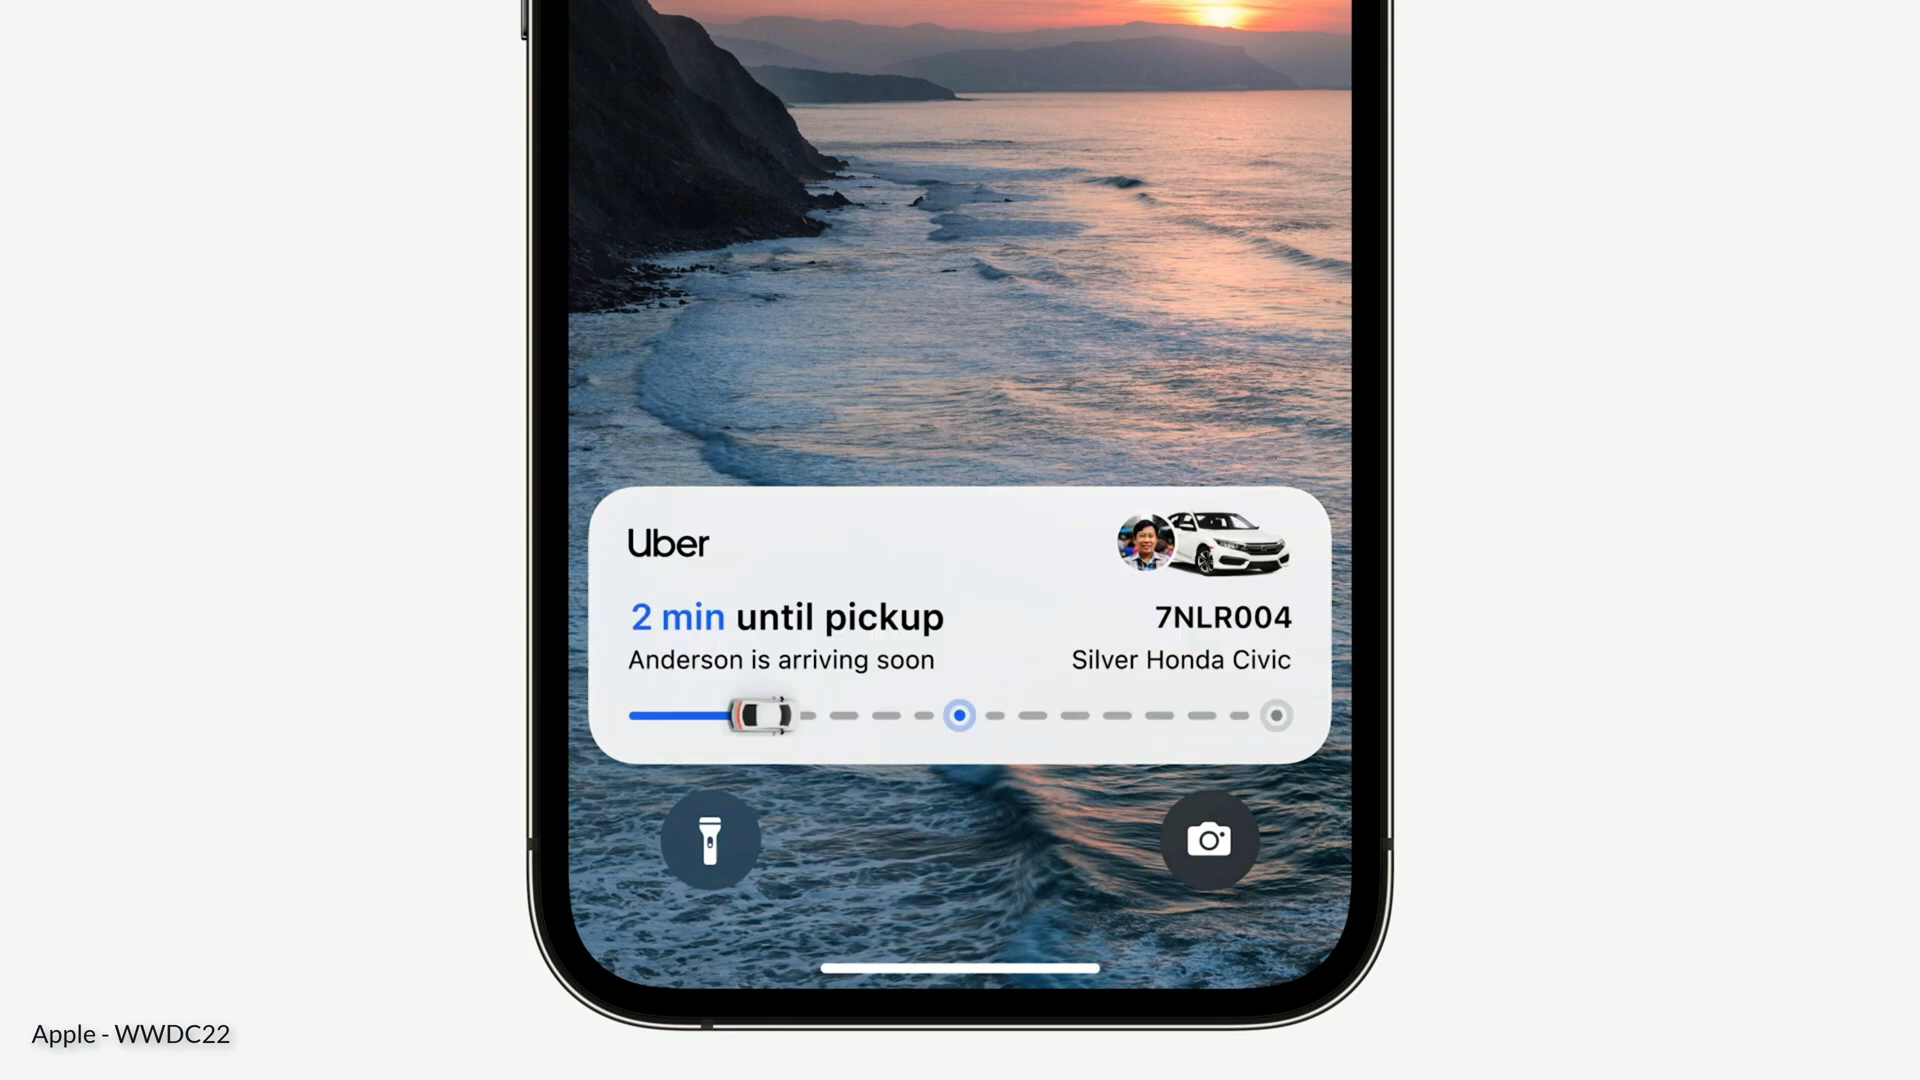 Uber
2 min until pickup
7NLR004
Anderson is arriving soon
Silver Honda Civic
Apple - WWDC22